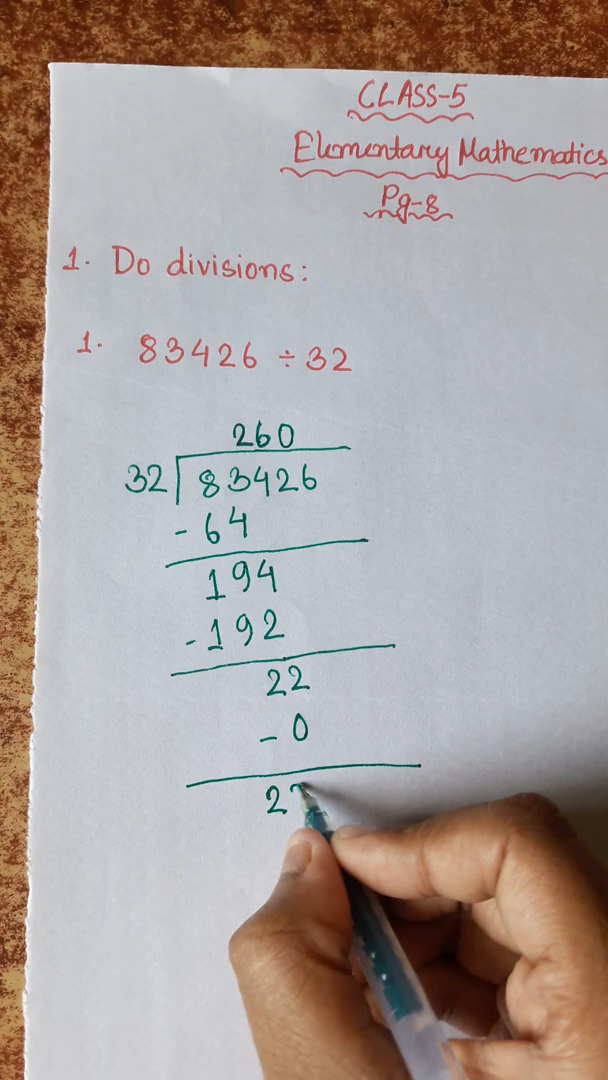 CLASS-5
Elementary Mathematics
Pg-8
1. Do divisions:
1. 83426 ÷ 32
260
32 83426
- 64
194
- 192
22
- 0
2